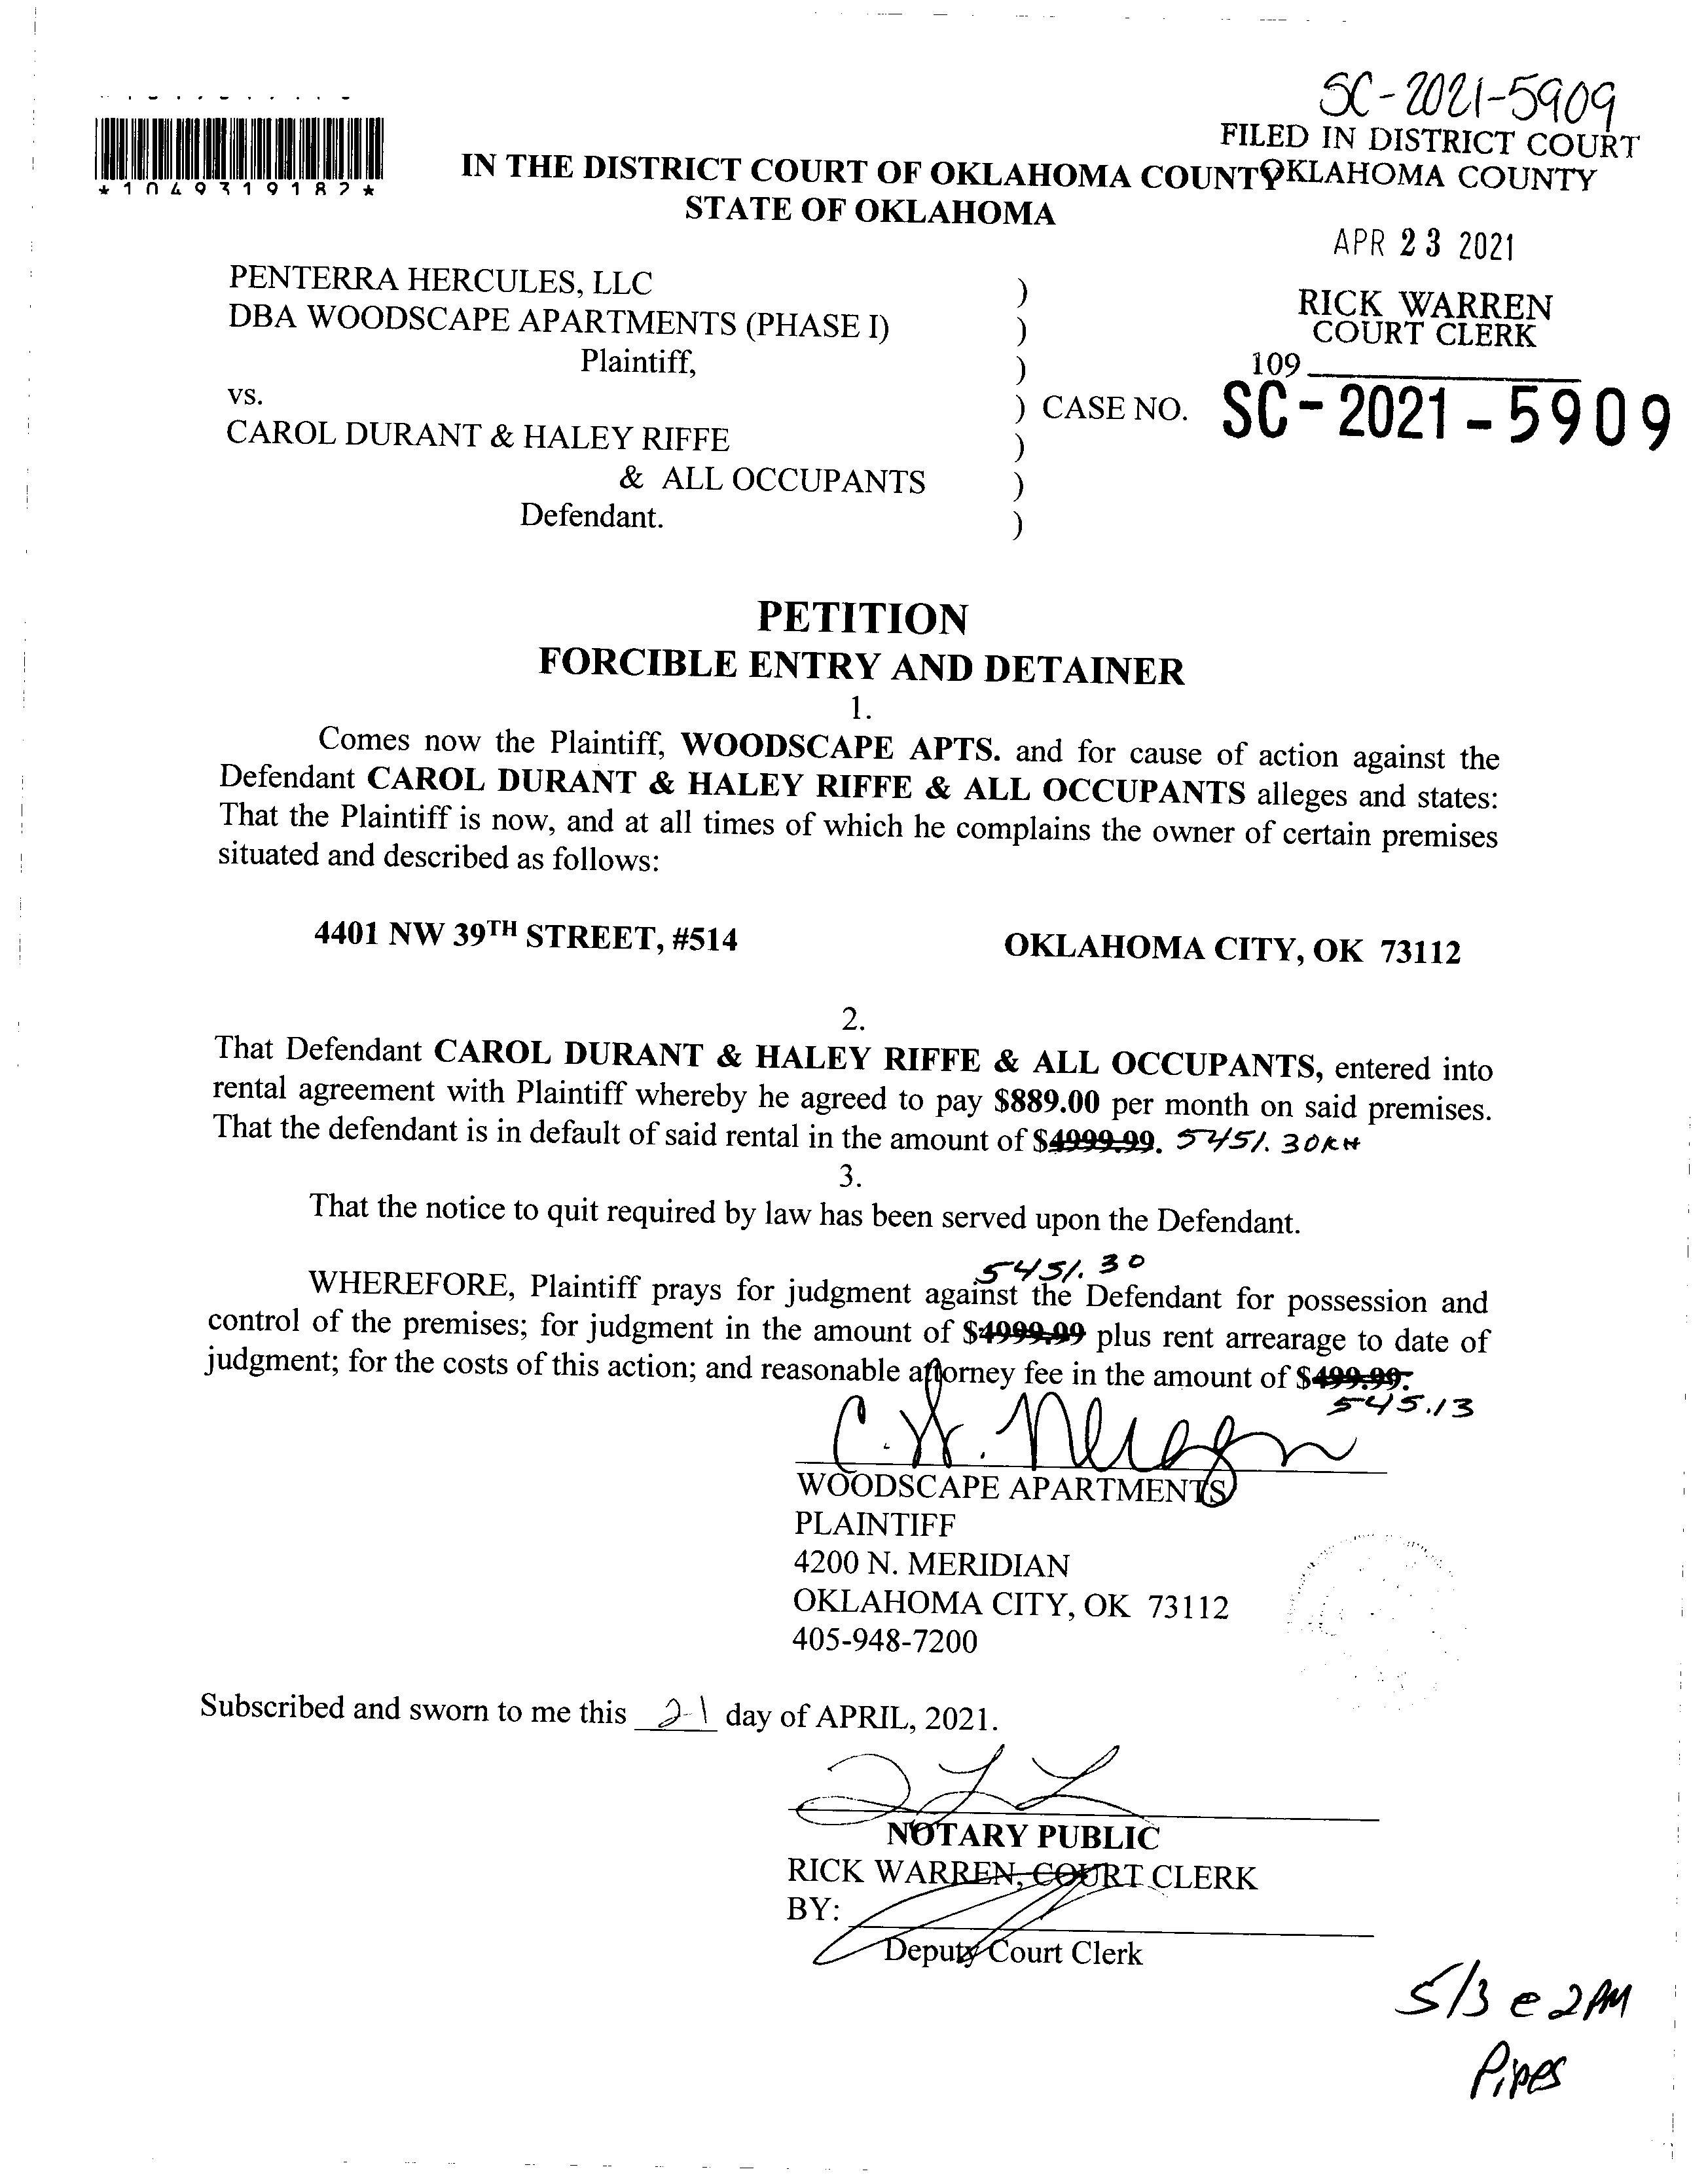 SC-2021-5909
FILED IN DISTRICT COURT
OKLAHOMA COUNTY
*1049319182*
IN THE DISTRICT COURT OF OKLAHOMA COUNTY
STATE OF OKLAHOMA
APR 23 2021
RICK WARREN
COURT CLERK
109
PENTERRA HERCULES, LLC )
DBA WOODSCAPE APARTMENTS (PHASE I) )
Plaintiff, )
vs. ) CASE NO. SC-2021-5909
CAROL DURANT & HALEY RIFFE )
& ALL OCCUPANTS )
Defendant. )
PETITION
FORCIBLE ENTRY AND DETAINER
1.
Comes now the Plaintiff, WOODSCAPE APTS. and for cause of action against the
Defendant CAROL DURANT & HALEY RIFFE & ALL OCCUPANTS alleges and states:
That the Plaintiff is now, and at all times of which he complains the owner of certain premises
situated and described as follows:
4401 NW 39TH STREET, #514 OKLAHOMA CITY, OK 73112
2.
That Defendant CAROL DURANT & HALEY RIFFE & ALL OCCUPANTS, entered into
rental agreement with Plaintiff whereby he agreed to pay $889.00 per month on said premises.
That the defendant is in default of said rental in the amount of $4999.99. 5451.30 KH
3.
That the notice to quit required by law has been served upon the Defendant.
5451.30
WHEREFORE, Plaintiff prays for judgment against the Defendant for possession and
control of the premises; for judgment in the amount of $4999.99 plus rent arrearage to date of
judgment; for the costs of this action; and reasonable attorney fee in the amount of $499.99.
545.13
WOODSCAPE APARTMENTS
PLAINTIFF
4200 N. MERIDIAN
OKLAHOMA CITY, OK 73112
405-948-7200
Subscribed and sworn to me this 21 day of APRIL, 2021.
NOTARY PUBLIC
RICK WARREN, COURT CLERK
BY:
Deputy Court Clerk
5/3 @ 2PM
Pipes